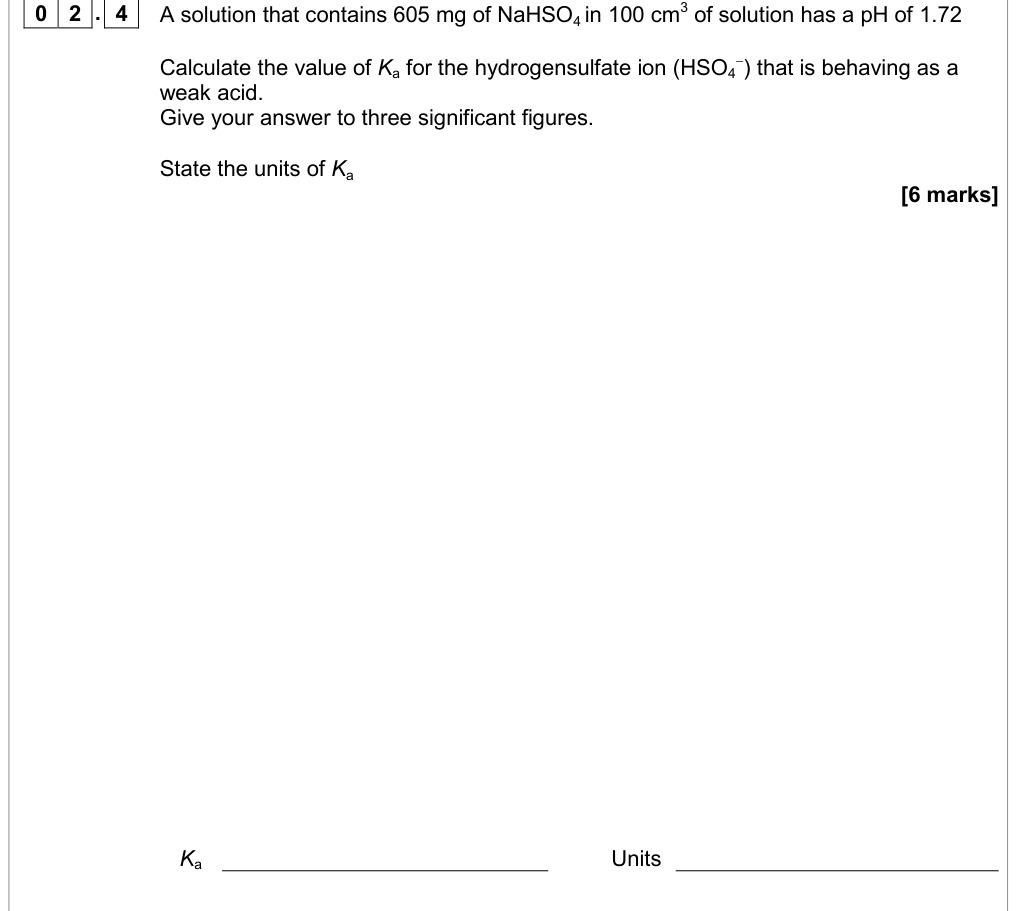 0 2 . 4 A solution that contains 605 mg of NaHSO₄ in 100 cm³ of solution has a pH of 1.72
Calculate the value of Kₐ for the hydrogensulfate ion (HSO₄⁻) that is behaving as a
weak acid.
Give your answer to three significant figures.
State the units of Kₐ
[6 marks]
Kₐ Units